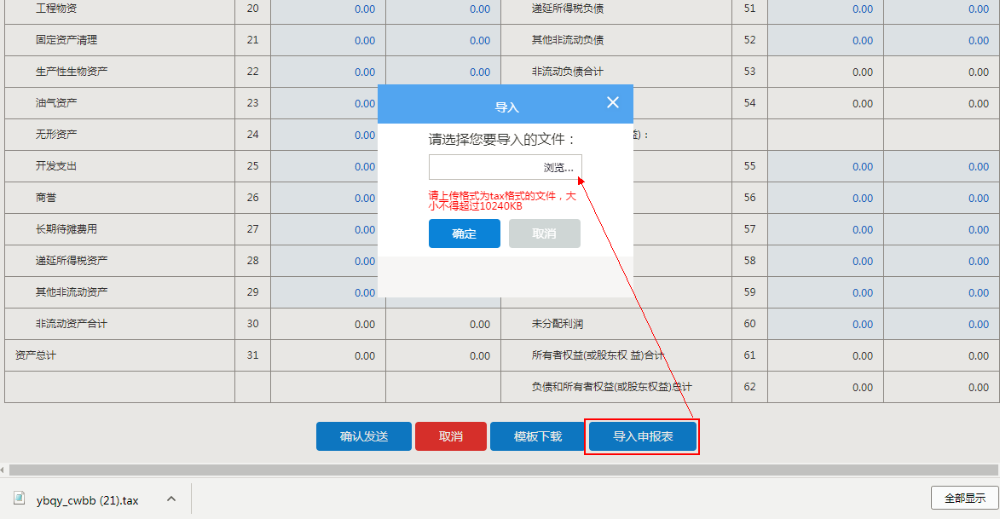 工程物资 20 0.00 0.00 递延所得税负债 51 0.00 0.00
固定资产清理 21 0.00 0.00 其他非流动负债 52 0.00 0.00
生产性生物资产 22 0.00 0.00 非流动负债合计 53 0.00 0.00
油气资产 23 0.00 54 0.00 0.00
无形资产 24 0.00 益)：
开发支出 25 0.00 55 0.00 0.00
商誉 26 0.00 56 0.00 0.00
长期待摊费用 27 0.00 57 0.00 0.00
递延所得税资产 28 0.00 58 0.00 0.00
其他非流动资产 29 0.00 59 0.00 0.00
非流动资产合计 30 0.00 0.00 未分配利润 60 0.00 0.00
资产总计 31 0.00 0.00 所有者权益(或股东权 益)合计 61 0.00 0.00
负债和所有者权益(或股东权益)总计 62 0.00 0.00
导入
请选择您要导入的文件：
浏览...
请上传格式为tax格式的文件，大
小不得超过10240KB
确定 取消
确认发送 取消 模板下载 导入申报表
ybqy_cwbb (21).tax 全部显示